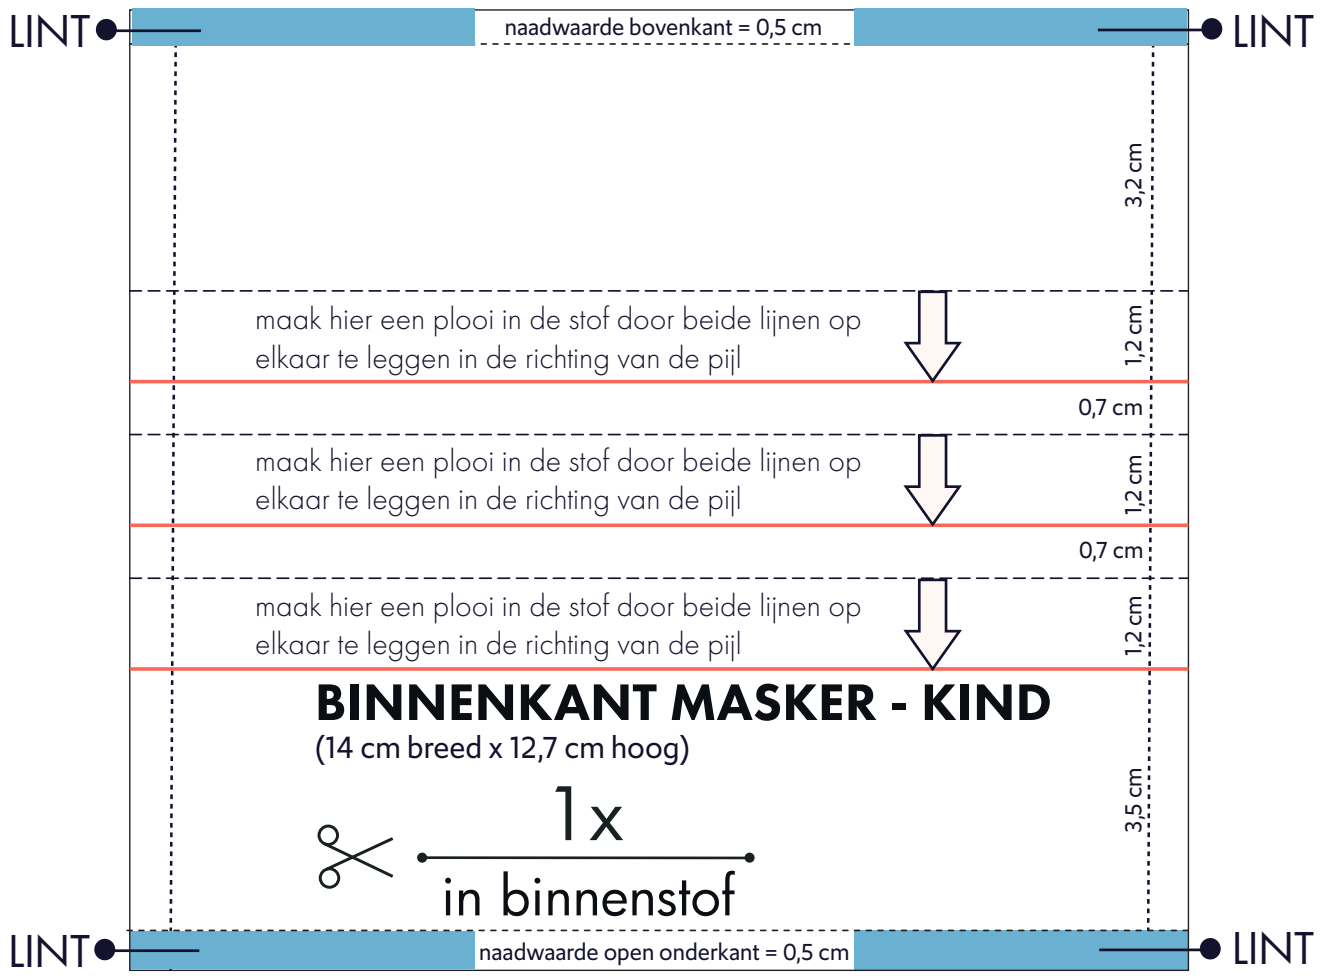 LINT
naadwaarde bovenkant = 0,5 cm
LINT
3,2 cm
maak hier een plooi in de stof door beide lijnen op
elkaar te leggen in de richting van de pijl
1,2 cm
0,7 cm
maak hier een plooi in de stof door beide lijnen op
elkaar te leggen in de richting van de pijl
1,2 cm
0,7 cm
maak hier een plooi in de stof door beide lijnen op
elkaar te leggen in de richting van de pijl
1,2 cm
BINNENKANT MASKER - KIND
(14 cm breed x 12,7 cm hoog)
3,5 cm
1x
in binnenstof
LINT
naadwaarde open onderkant = 0,5 cm
LINT